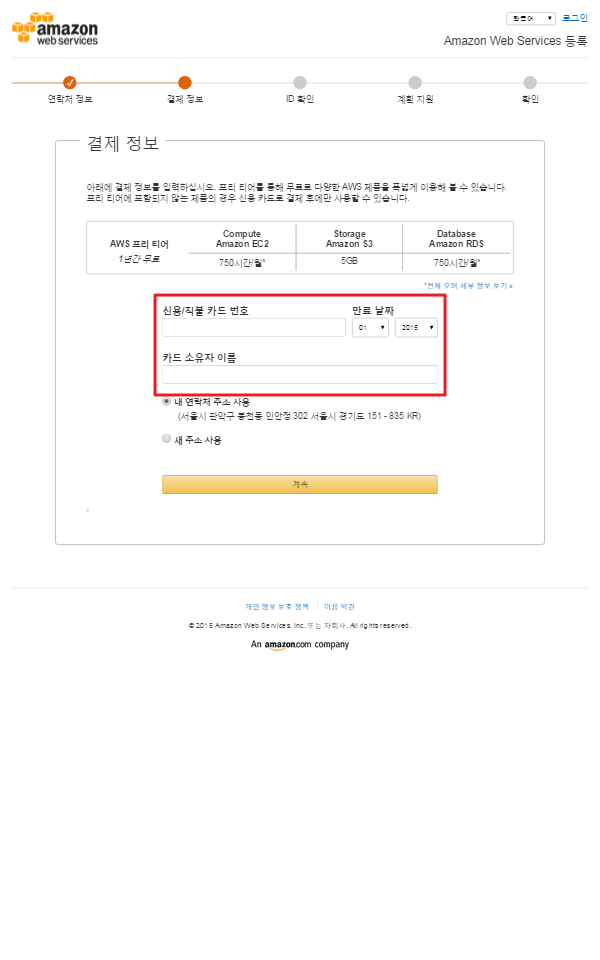 amazon
web services
한국어
로그인
Amazon Web Services 등록
연락처 정보
결제 정보
ID 확인
계획 지원
확인
결제 정보
아래에 결제 정보를 입력하십시오. 프리 티어를 통해 무료로 다양한 AWS 제품을 폭넓게 이용해 볼 수 있습니다.
프리 티어에 포함되지 않는 제품의 경우 신용 카드로 결제 후에만 사용할 수 있습니다.
AWS 프리 티어
1년간 무료
Compute
Amazon EC2
750시간/월*
Storage
Amazon S3
5GB
Database
Amazon RDS
750시간/월*
*전체 오퍼 세부 정보 보기 »
신용/직불 카드 번호
만료 날짜
01
2015
카드 소유자 이름
내 연락처 주소 사용
(서울시 관악구 봉천동 인안정 302 서울시 경기도 151 - 835 KR)
새 주소 사용
계속
개인 정보 보호 정책 | 이용 약관
© 2015 Amazon Web Services, Inc. 또는 자회사. All rights reserved.
An amazon.com company